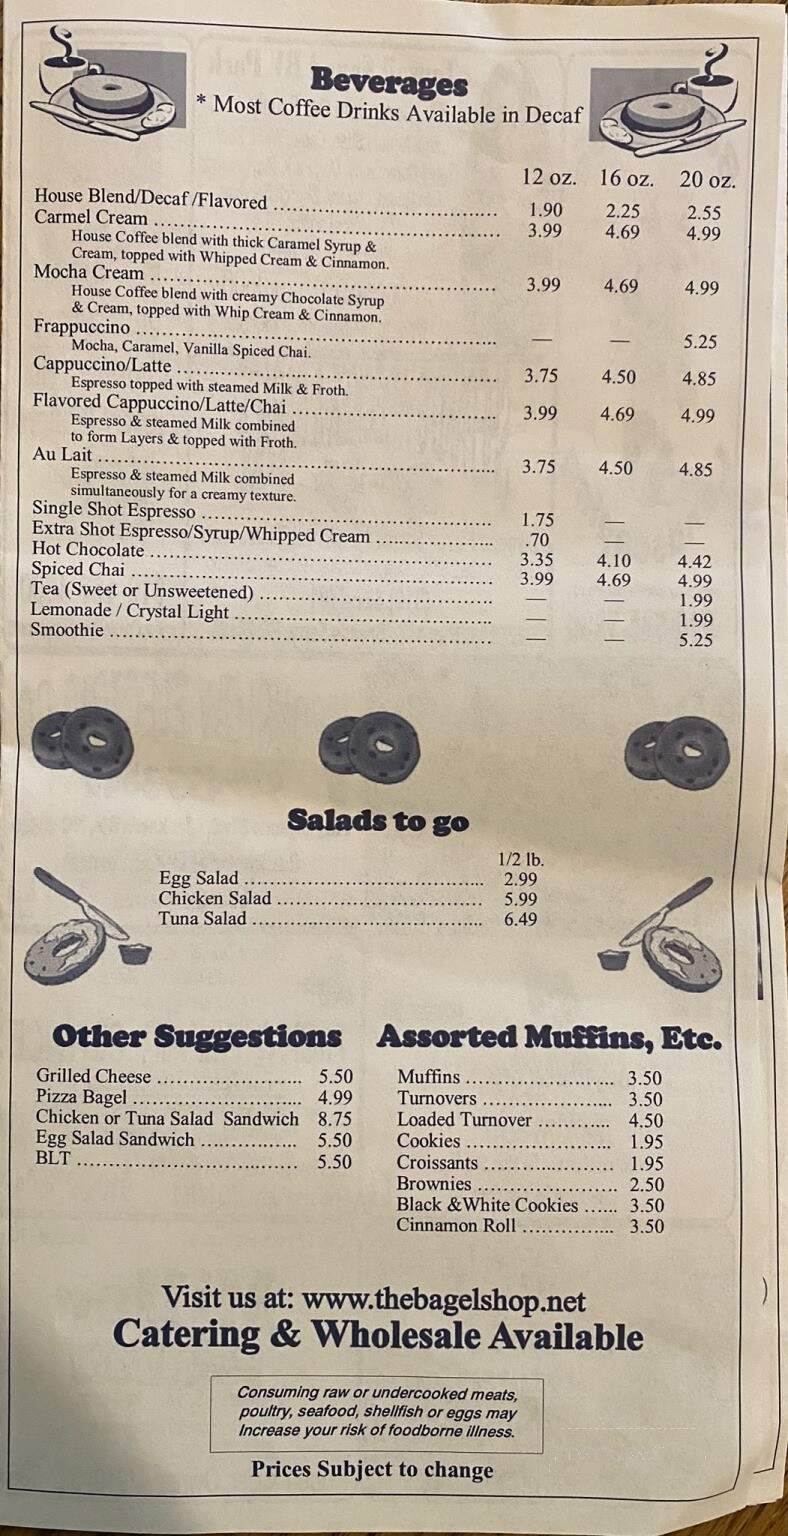 Beverages
* Most Coffee Drinks Available in Decaf
12 oz. 16 oz. 20 oz.
House Blend/Decaf /Flavored ........................................ 1.90 2.25 2.55
Carmel Cream ............................................................ 3.99 4.69 4.99
House Coffee blend with thick Caramel Syrup &
Cream, topped with Whipped Cream & Cinnamon.
Mocha Cream ............................................................ 3.99 4.69 4.99
House Coffee blend with creamy Chocolate Syrup
& Cream, topped with Whip Cream & Cinnamon.
Frappuccino ............................................................ — — 5.25
Mocha, Caramel, Vanilla Spiced Chai.
Cappuccino/Latte ...................................................... 3.75 4.50 4.85
Espresso topped with steamed Milk & Froth.
Flavored Cappuccino/Latte/Chai .................................... 3.99 4.69 4.99
Espresso & steamed Milk combined
to form Layers & topped with Froth.
Au Lait ..................................................................... 3.75 4.50 4.85
Espresso & steamed Milk combined
simultaneously for a creamy texture.
Single Shot Espresso .................................................. 1.75 — —
Extra Shot Espresso/Syrup/Whipped Cream ..................... .70 — —
Hot Chocolate ............................................................ 3.35 4.10 4.42
Spiced Chai ............................................................... 3.99 4.69 4.99
Tea (Sweet or Unsweetened) ......................................... — — 1.99
Lemonade / Crystal Light ............................................. — — 1.99
Smoothie .................................................................. — — 5.25
Salads to go
1/2 lb.
Egg Salad ....................................... 2.99
Chicken Salad ................................. 5.99
Tuna Salad ..................................... 6.49
Other Suggestions
Grilled Cheese ....................... 5.50
Pizza Bagel ........................... 4.99
Chicken or Tuna Salad Sandwich 8.75
Egg Salad Sandwich ............... 5.50
BLT .................................... 5.50
Assorted Muffins, Etc.
Muffins ........................ 3.50
Turnovers ..................... 3.50
Loaded Turnover ............ 4.50
Cookies ........................ 1.95
Croissants ..................... 1.95
Brownies ...................... 2.50
Black &White Cookies ...... 3.50
Cinnamon Roll ............... 3.50
Visit us at: www.thebagelshop.net
Catering & Wholesale Available
Consuming raw or undercooked meats,
poultry, seafood, shellfish or eggs may
Increase your risk of foodborne illness.
Prices Subject to change